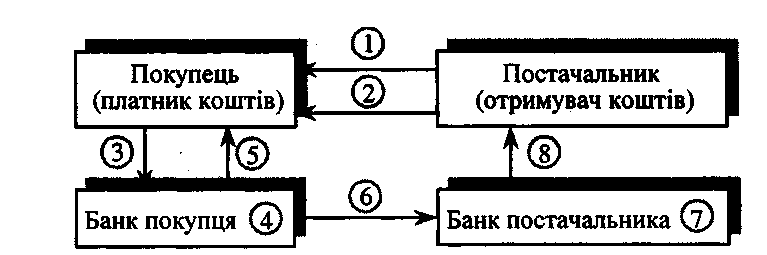 ①
Покупець
(платник коштів)
Постачальник
(отримувач коштів)
②
③
⑤
⑧
Банк покупця ④
⑥
Банк постачальника ⑦